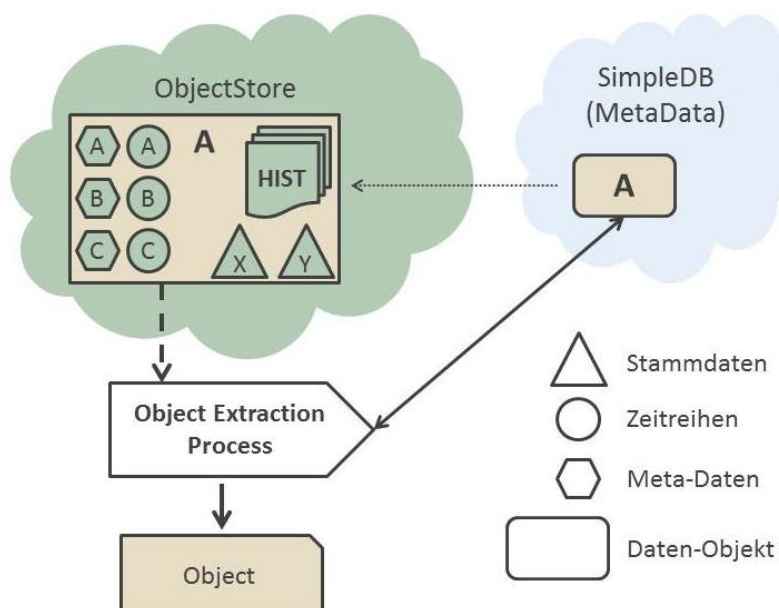 ObjectStore
SimpleDB
(MetaData)
A A A
HIST
B B
C C
X Y
A
Stammdaten
Object Extraction
Process
Zeitreihen
Meta-Daten
Object
Daten-Objekt